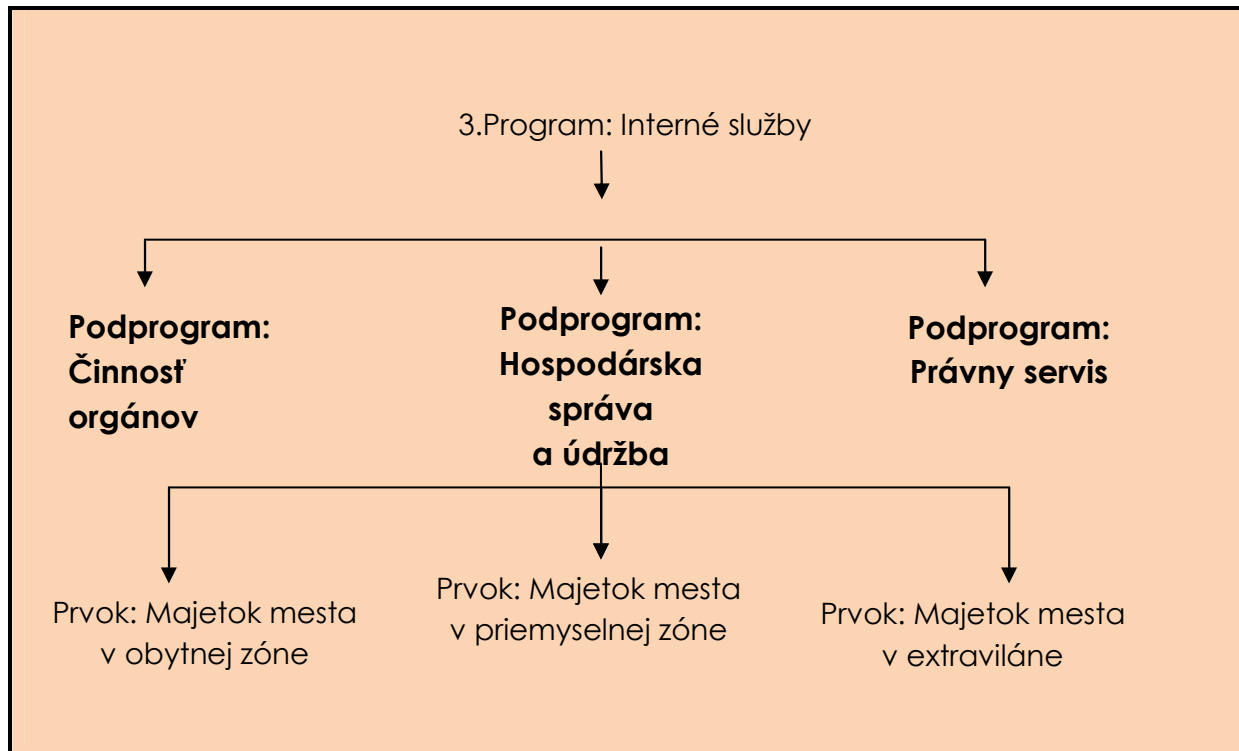 3.Program: Interné služby
Podprogram:
Činnosť
orgánov
Podprogram:
Hospodárska
správa
a údržba
Podprogram:
Právny servis
Prvok: Majetok mesta
v obytnej zóne
Prvok: Majetok mesta
v priemyselnej zóne
Prvok: Majetok mesta
v extraviláne